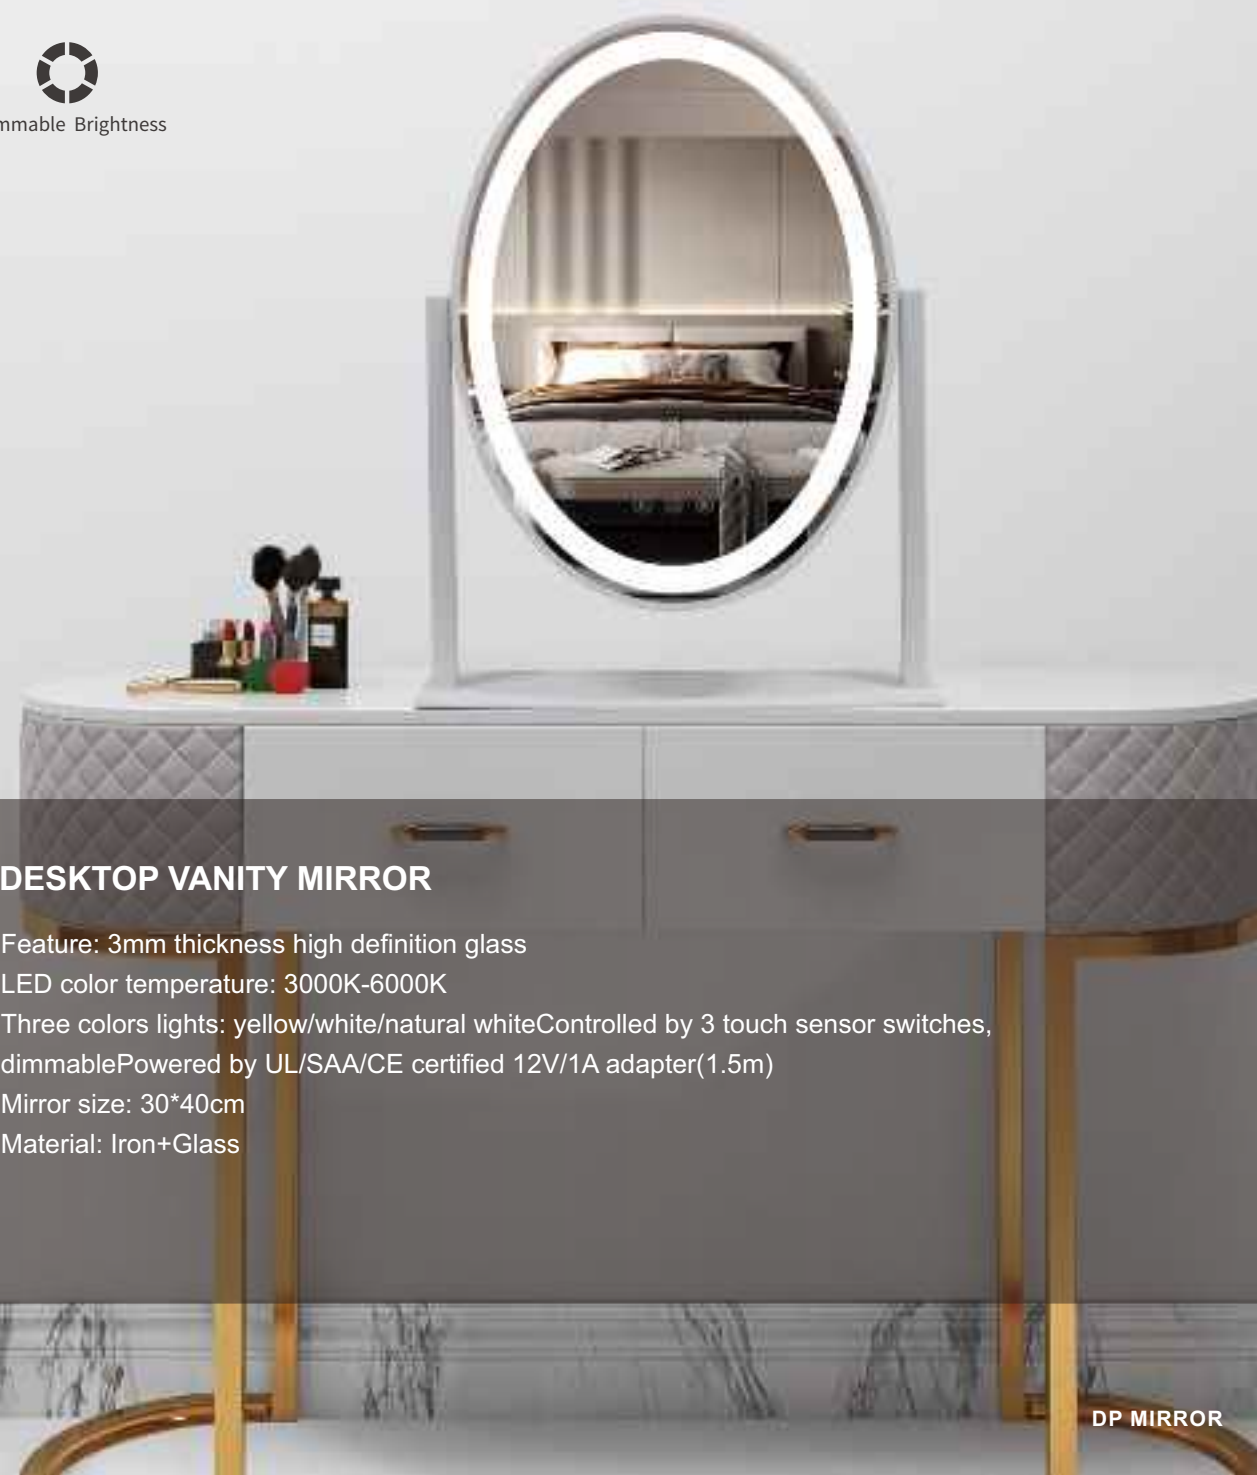 mmable Brightness
DESKTOP VANITY MIRROR
Feature: 3mm thickness high definition glass
LED color temperature: 3000K-6000K
Three colors lights: yellow/white/natural whiteControlled by 3 touch sensor switches,
dimmablePowered by UL/SAA/CE certified 12V/1A adapter(1.5m)
Mirror size: 30*40cm
Material: Iron+Glass
DP MIRROR